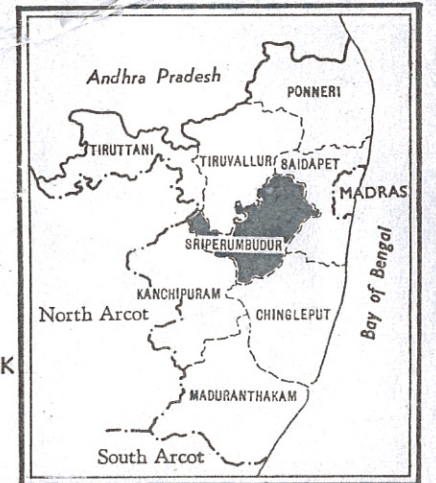 Andhra Pradesh
PONNERI
TIRUTTANI
TIRUVALLUR
SAIDAPET
MADRAS
SRIPERUMBUDUR
Bay of Bengal
KANCHIPURAM
North Arcot
CHINGLEPUT
K
MADURANTHAKAM
South Arcot